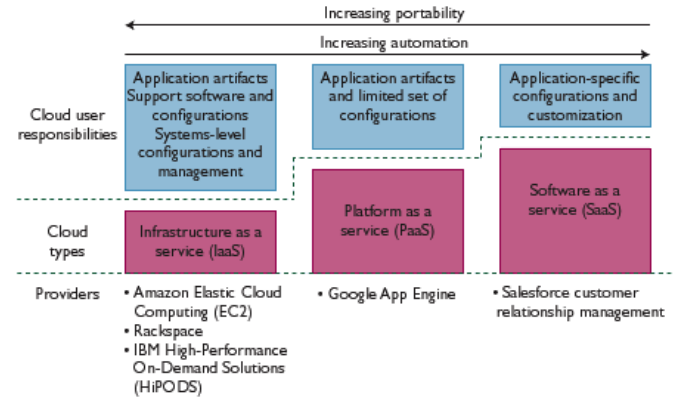 Increasing portability
Increasing automation
Cloud user
responsibilities
Application artifacts
Support software and
configurations
Systems-level
configurations and
management
Application artifacts
and limited set of
configurations
Application-specific
configurations and
customization
Cloud
types
Infrastructure as a
service (IaaS)
Platform as a
service (PaaS)
Software as a
service (SaaS)
Providers
• Amazon Elastic Cloud
Computing (EC2)
• Rackspace
• IBM High-Performance
On-Demand Solutions
(HiPODS)
• Google App Engine
• Salesforce customer
relationship management